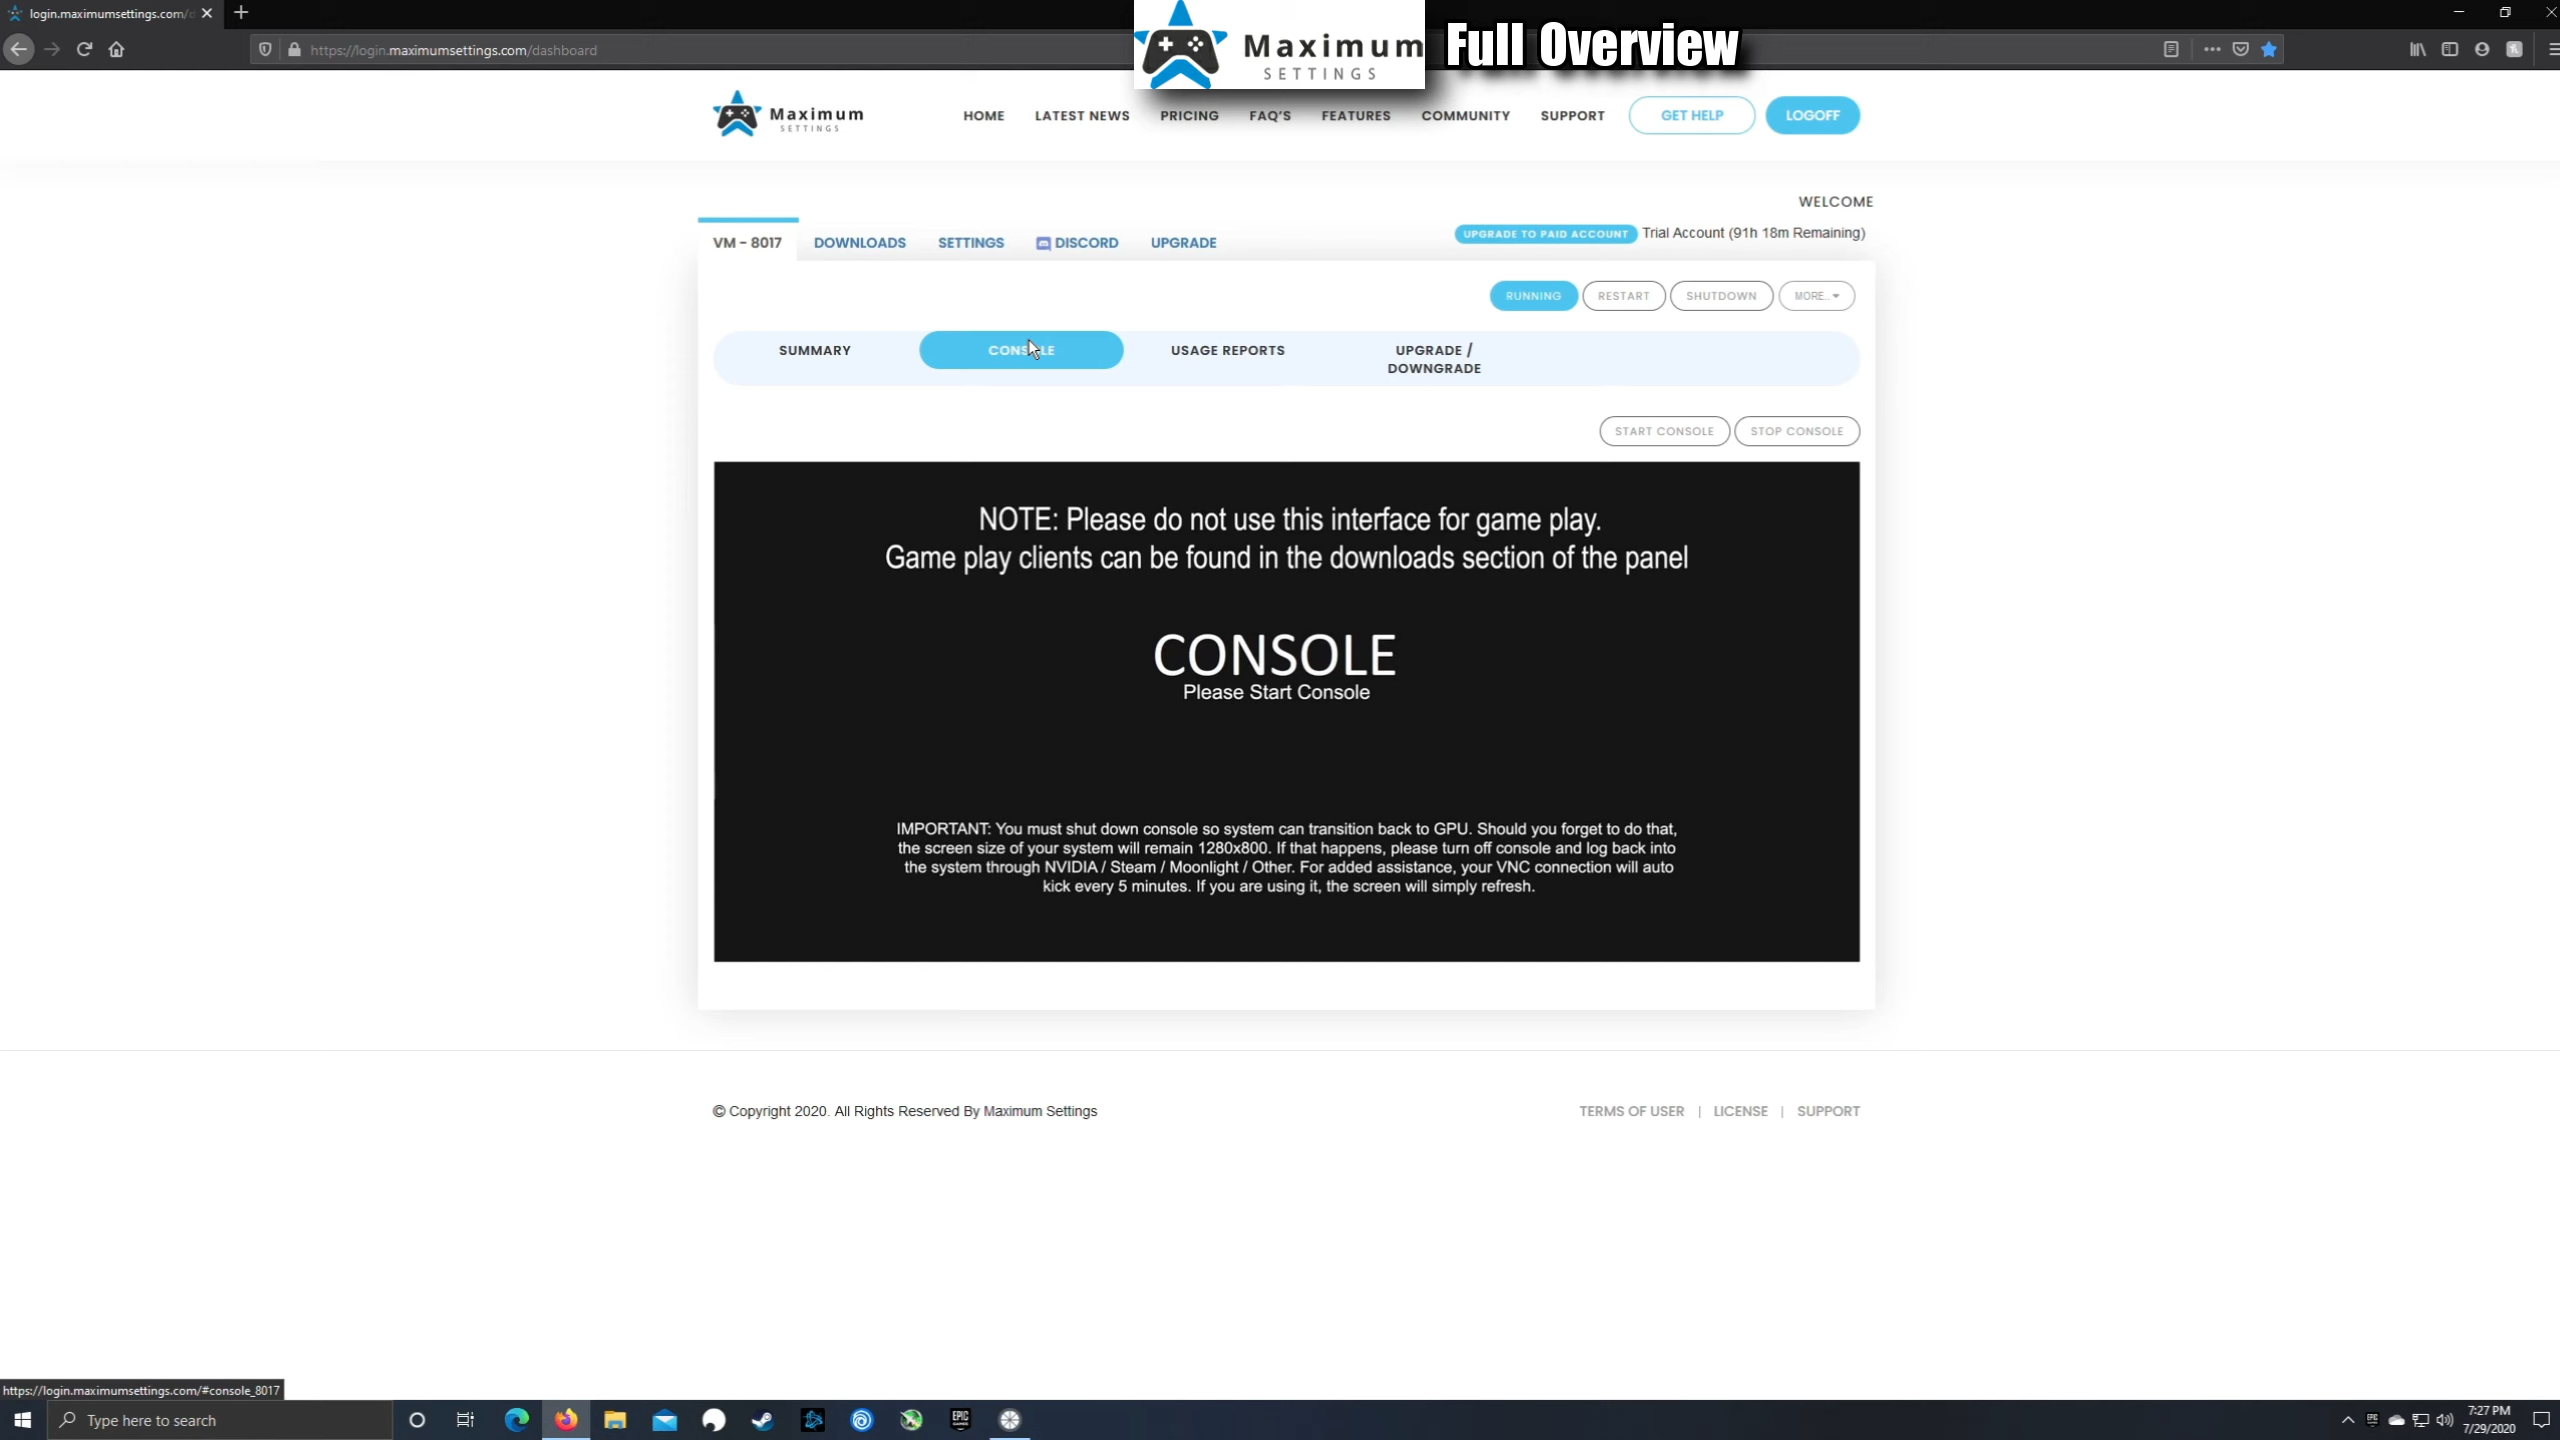 login.maximumsettings.com/d
https://login.maximumsettings.com/dashboard
Maximum
SETTINGS
Full Overview
Maximum
SETTINGS
HOME
LATEST NEWS
PRICING
FAQ'S
FEATURES
COMMUNITY
SUPPORT
GET HELP
LOGOFF
WELCOME
VM - 8017
DOWNLOADS
SETTINGS
DISCORD
UPGRADE
UPGRADE TO PAID ACCOUNT
Trial Account (91h 18m Remaining)
RUNNING
RESTART
SHUTDOWN
MORE..
SUMMARY
CONSOLE
USAGE REPORTS
UPGRADE /
DOWNGRADE
START CONSOLE
STOP CONSOLE
NOTE: Please do not use this interface for game play.
Game play clients can be found in the downloads section of the panel
CONSOLE
Please Start Console
IMPORTANT: You must shut down console so system can transition back to GPU. Should you forget to do that,
the screen size of your system will remain 1280x800. If that happens, please turn off console and log back into
the system through NVIDIA / Steam / Moonlight / Other. For added assistance, your VNC connection will auto
kick every 5 minutes. If you are using it, the screen will simply refresh.
© Copyright 2020. All Rights Reserved By Maximum Settings
TERMS OF USER | LICENSE | SUPPORT
https://login.maximumsettings.com/#console_8017
Type here to search
EPIC
GAMES
EPIC
7:27 PM
7/29/2020